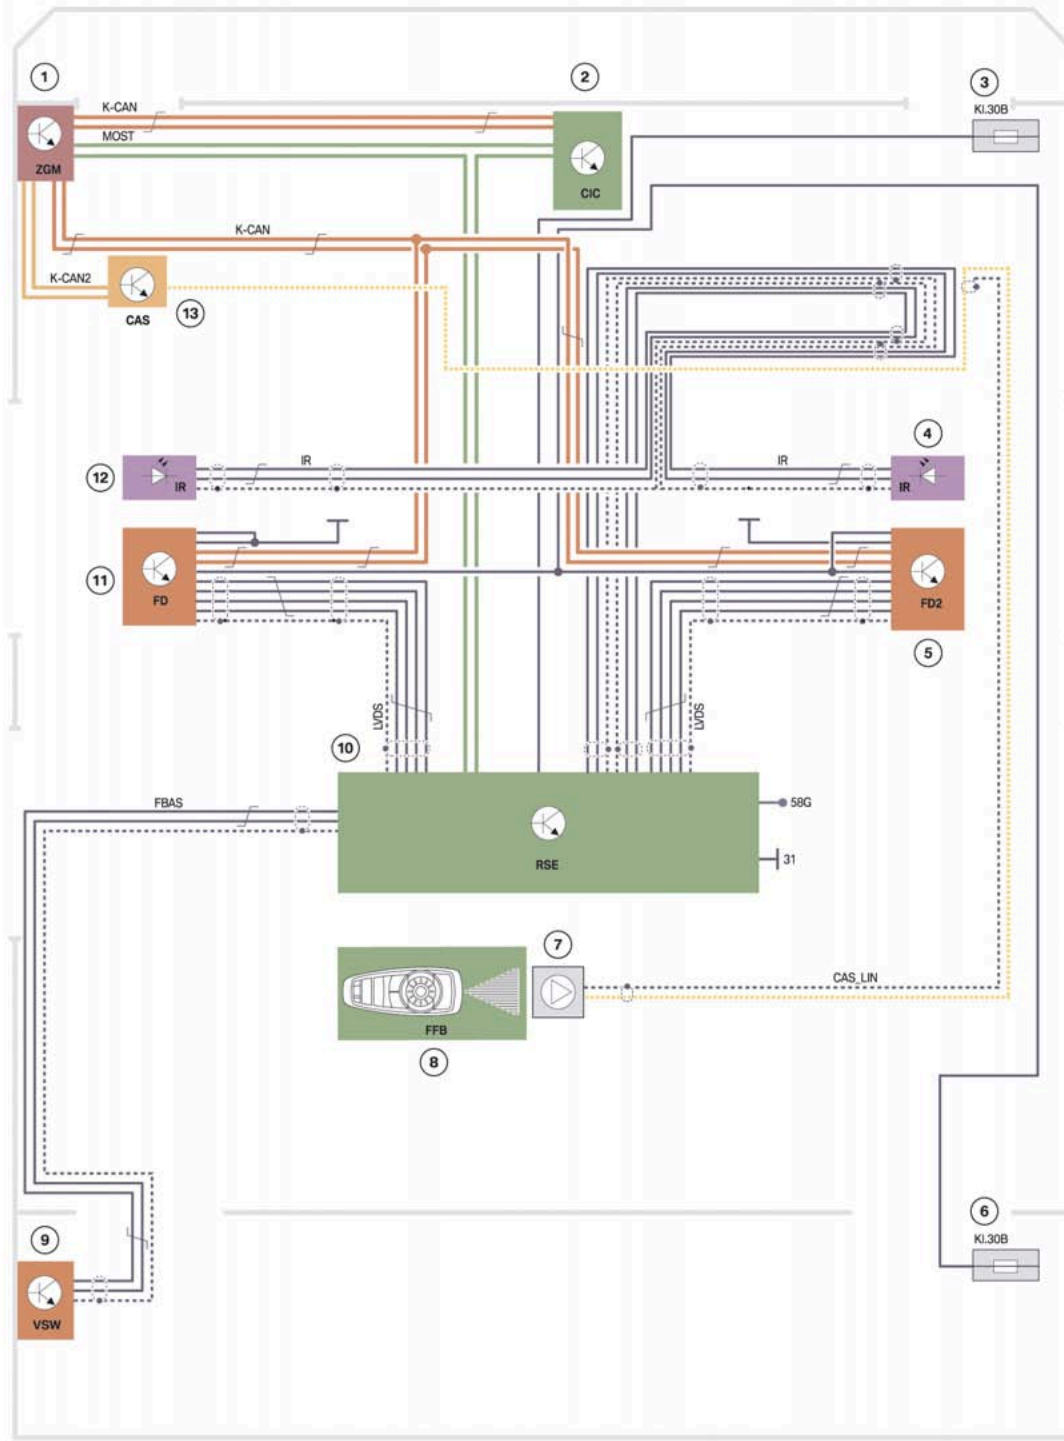 1
2
3
K-CAN
Kl.30B
MOST
ZGM
CIC
K-CAN
K-CAN2
CAS
13
4
12
IR
IR
IR
IR
11
FD
FD2
5
LVDS
LVDS
10
FBAS
58G
RSE
31
7
CAS_LIN
FFB
8
6
9
Kl.30B
VSW